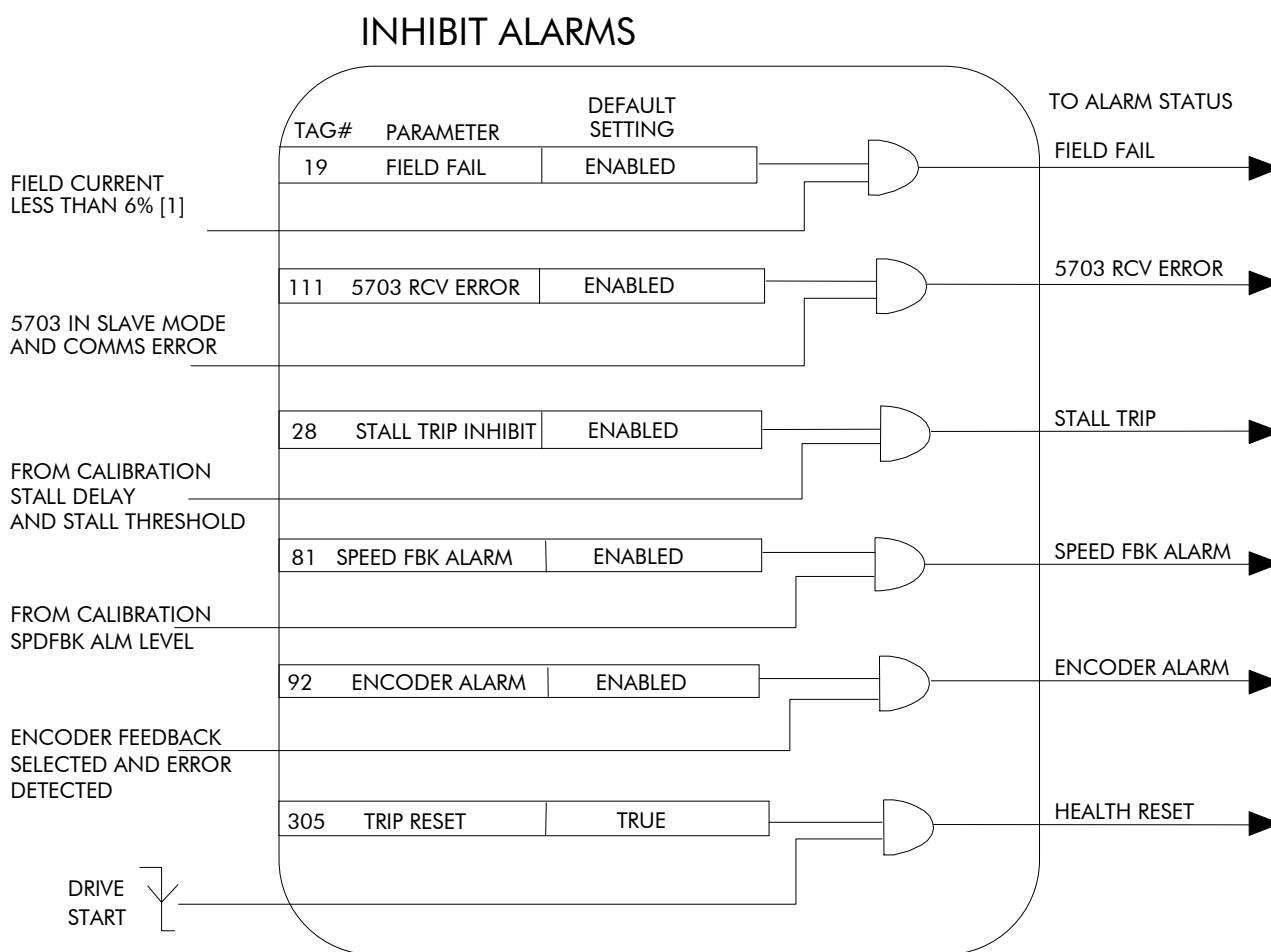 INHIBIT ALARMS
TO ALARM STATUS
DEFAULT
SETTING
TAG# PARAMETER
19 FIELD FAIL ENABLED
FIELD FAIL
FIELD CURRENT
LESS THAN 6% [1]
111 5703 RCV ERROR ENABLED
5703 RCV ERROR
5703 IN SLAVE MODE
AND COMMS ERROR
28 STALL TRIP INHIBIT ENABLED
STALL TRIP
FROM CALIBRATION
STALL DELAY
AND STALL THRESHOLD
81 SPEED FBK ALARM ENABLED
SPEED FBK ALARM
FROM CALIBRATION
SPDFBK ALM LEVEL
92 ENCODER ALARM ENABLED
ENCODER ALARM
ENCODER FEEDBACK
SELECTED AND ERROR
DETECTED
305 TRIP RESET TRUE
HEALTH RESET
DRIVE
START